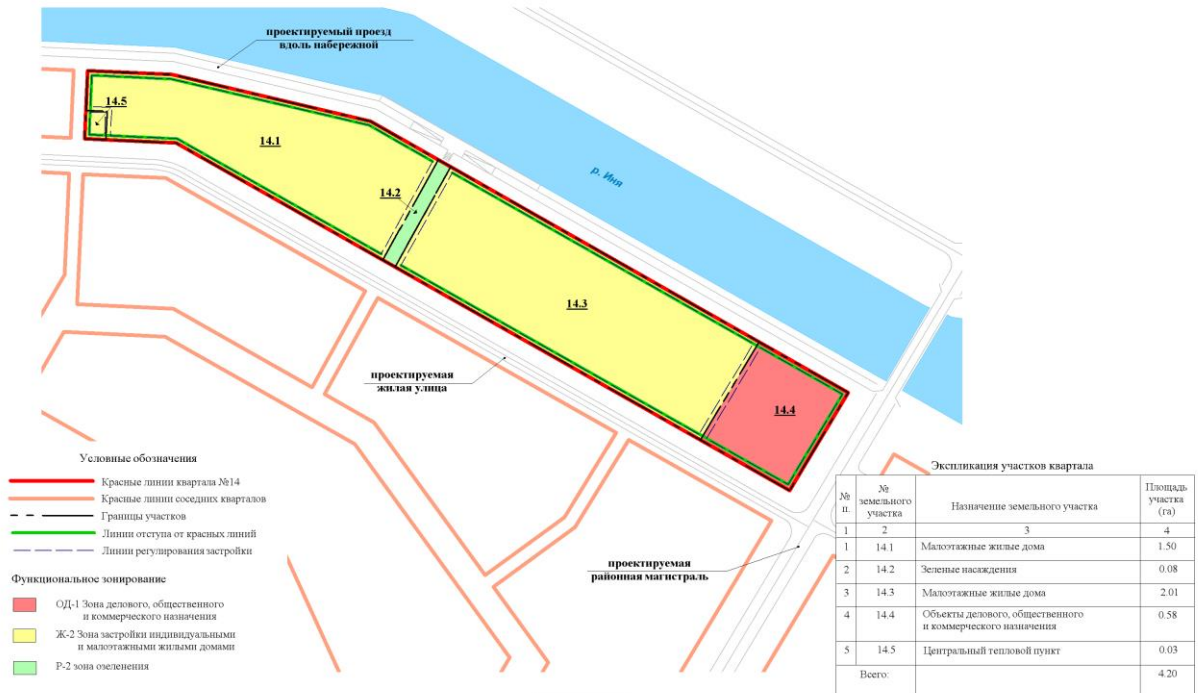 проектируемый проезд
вдоль набережной
14.5
14.1
14.2
р. Иня
14.3
проектируемая
жилая улица
14.4
проектируемая
районная магистраль
Условные обозначения
Красные линии квартала №14
Красные линии соседних кварталов
Границы участков
Линии отступа от красных линий
Линии регулирования застройки
Функциональное зонирование
ОД-1 Зона делового, общественного
и коммерческого назначения
Ж-2 Зона застройки индивидуальными
и малоэтажными жилыми домами
Р-2 зона озеленения
Экспликация участков квартала
№ п. № земельного участка Назначение земельного участка Площадь участка (га)
1 2 3 4
1 14.1 Малоэтажные жилые дома 1.50
2 14.2 Зеленые насаждения 0.08
3 14.3 Малоэтажные жилые дома 2.01
4 14.4 Объекты делового, общественного
и коммерческого назначения 0.58
5 14.5 Центральный тепловой пункт 0.03
Всего: 4.20